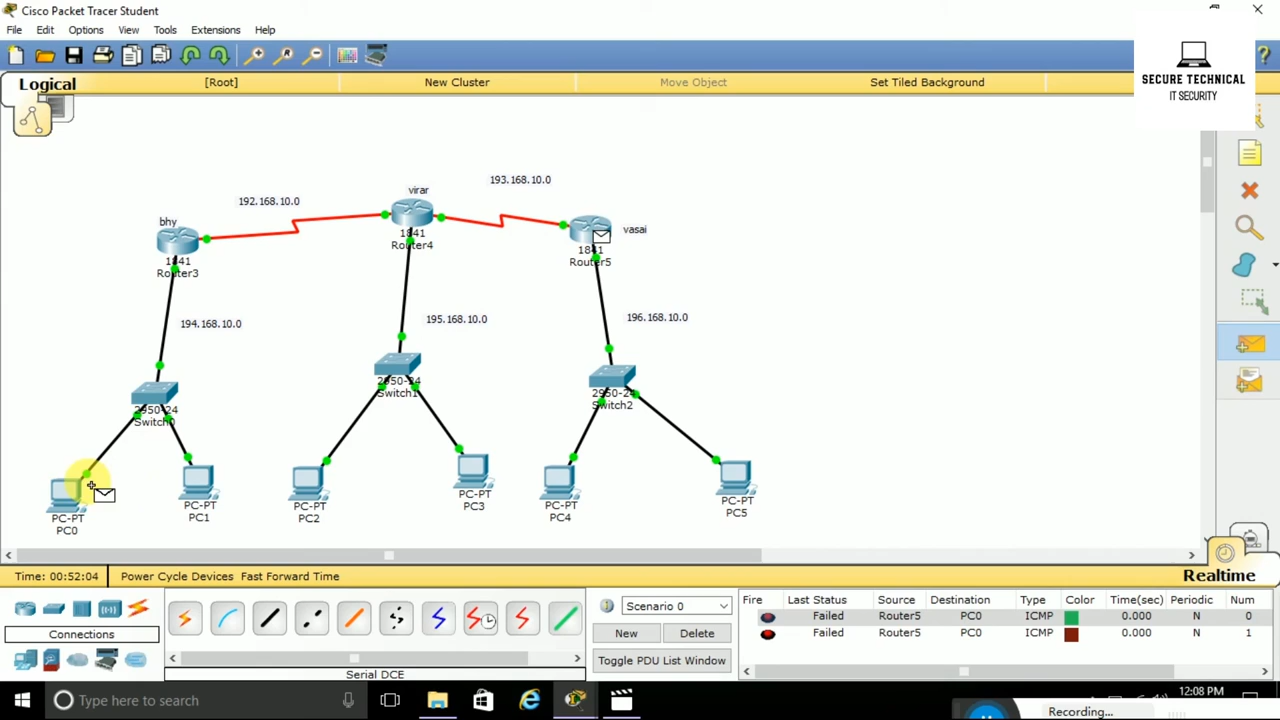 Cisco Packet Tracer Student
File Edit Options View Tools Extensions Help
?
SECURE TECHNICAL
IT SECURITY
Logical [Root] New Cluster Move Object Set Tiled Background
virar
193.168.10.0
192.168.10.0
bhy
vasai
1841
Router4
1841
Router5
1841
Router3
194.168.10.0
195.168.10.0
196.168.10.0
2950-24
Switch0
2950-24
Switch1
2950-24
Switch2
PC-PT
PC0
PC-PT
PC1
PC-PT
PC2
PC-PT
PC3
PC-PT
PC4
PC-PT
PC5
Time: 00:52:04 Power Cycle Devices Fast Forward Time
Realtime
Connections
Serial DCE
Scenario 0
New Delete
Toggle PDU List Window
Fire Last Status Source Destination Type Color Time(sec) Periodic Num
Failed Router5 PC0 ICMP 0.000 N 0
Failed Router5 PC0 ICMP 0.000 N 1
Type here to search
12:08 PM
Recording...